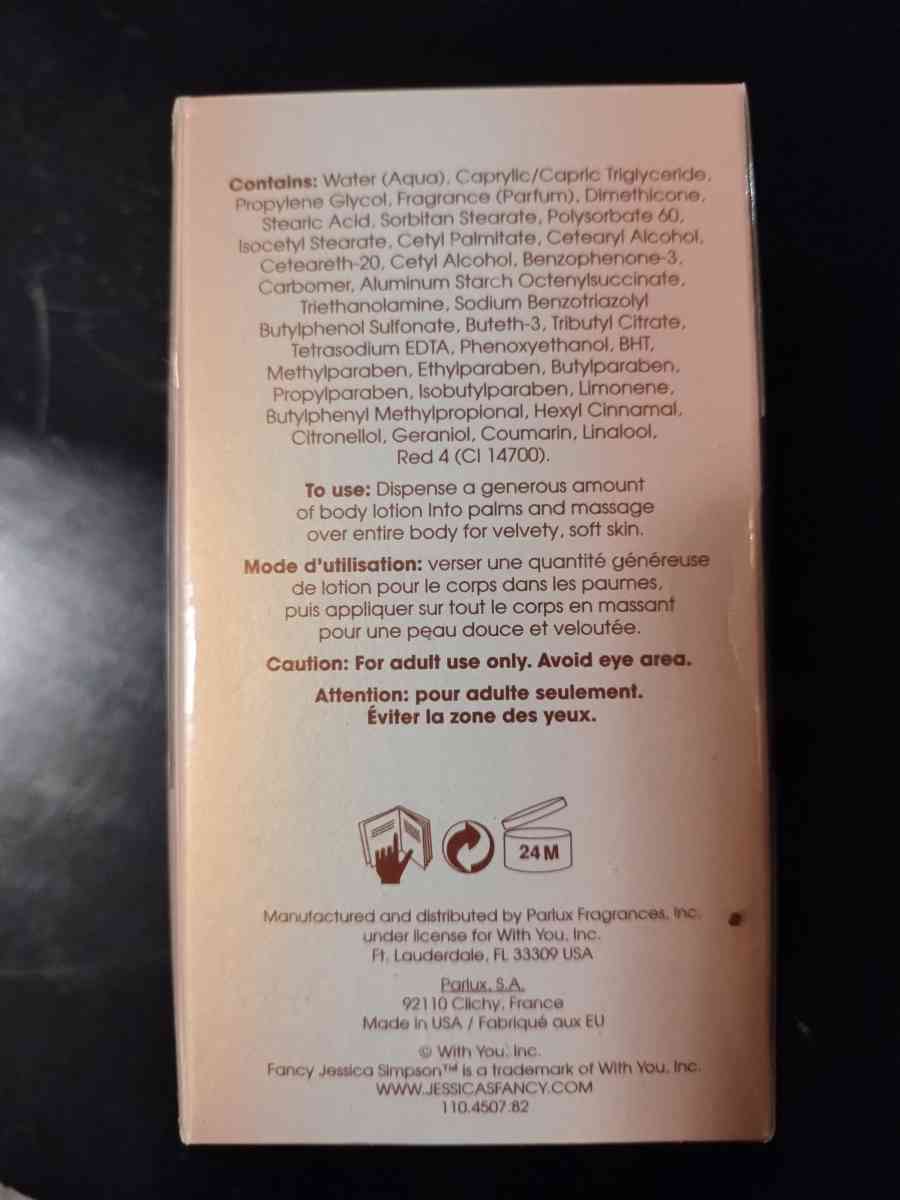 Contains: Water (Aqua), Caprylic/Capric Triglyceride,
Propylene Glycol, Fragrance (Parfum), Dimethicone,
Stearic Acid, Sorbitan Stearate, Polysorbate 60,
Isocetyl Stearate, Cetyl Palmitate, Cetearyl Alcohol,
Ceteareth-20, Cetyl Alcohol, Benzophenone-3,
Carbomer, Aluminum Starch Octenylsuccinate,
Triethanolamine, Sodium Benzotriazolyl
Butylphenol Sulfonate, Buteth-3, Tributyl Citrate,
Tetrasodium EDTA, Phenoxyethanol, BHT,
Methylparaben, Ethylparaben, Butylparaben,
Propylparaben, Isobutylparaben, Limonene,
Butylphenyl Methylpropional, Hexyl Cinnamal,
Citronellol, Geraniol, Coumarin, Linalool,
Red 4 (CI 14700).
To use: Dispense a generous amount
of body lotion into palms and massage
over entire body for velvety, soft skin.
Mode d'utilisation: verser une quantité généreuse
de lotion pour le corps dans les paumes,
puis appliquer sur tout le corps en massant
pour une peau douce et veloutée.
Caution: For adult use only. Avoid eye area.
Attention: pour adulte seulement.
Éviter la zone des yeux.
24 M
Manufactured and distributed by Parlux Fragrances, Inc.
under license for With You, Inc.
Ft. Lauderdale, FL 33309 USA
Parlux, S.A.
92110 Clichy, France
Made in USA / Fabriqué aux EU
© With You, Inc.
Fancy Jessica Simpson™ is a trademark of With You, Inc.
WWW.JESSICASFANCY.COM
110.4507.82